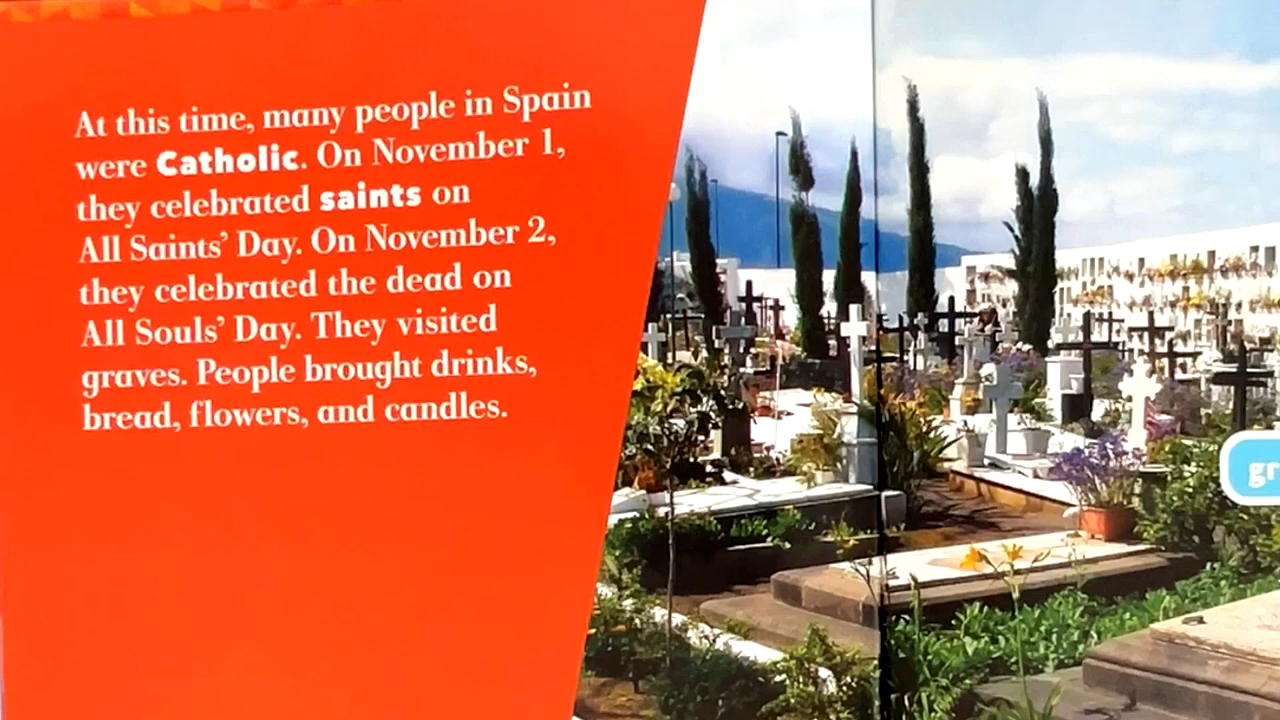 At this time, many people in Spain
were Catholic. On November 1,
they celebrated saints on
All Saints' Day. On November 2,
they celebrated the dead on
All Souls' Day. They visited
graves. People brought drinks,
bread, flowers, and candles.